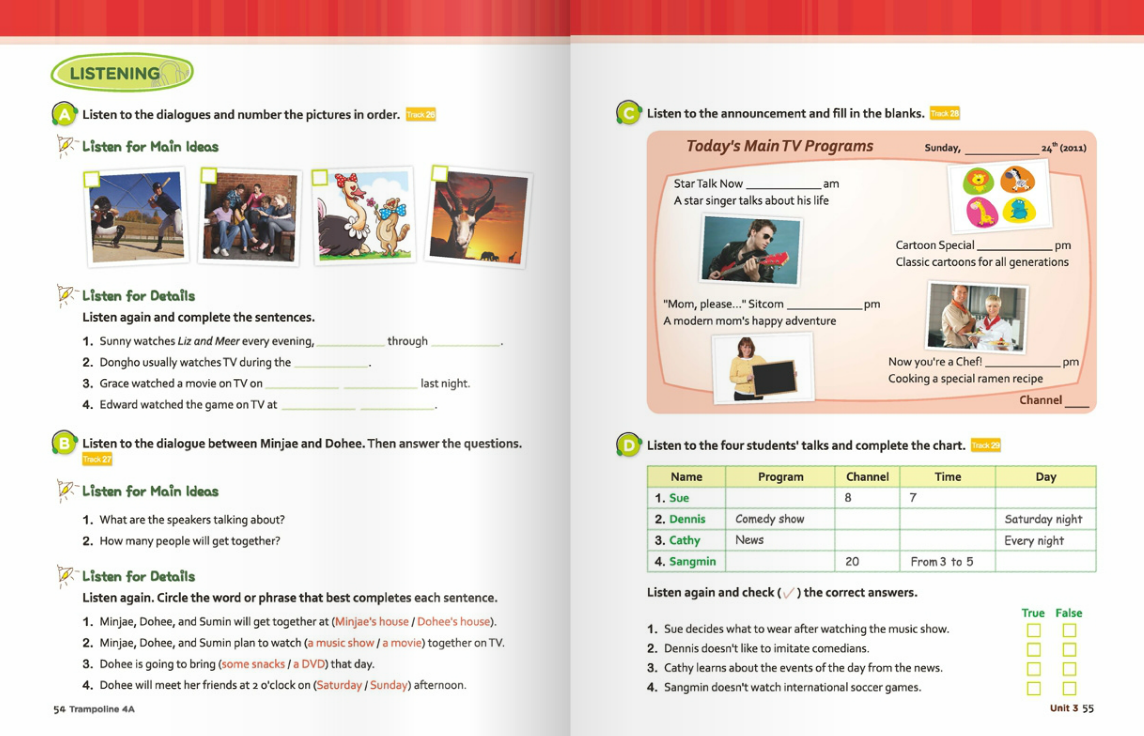 LISTENING
A Listen to the dialogues and number the pictures in order. Track 26
Listen for Main Ideas
Listen for Details
Listen again and complete the sentences.
1. Sunny watches Liz and Meer every evening, ____________ through ____________.
2. Dongho usually watches TV during the ____________.
3. Grace watched a movie on TV on ____________ ____________ last night.
4. Edward watched the game on TV at ____________ ____________.
B Listen to the dialogue between Minjae and Dohee. Then answer the questions.
Track 27
Listen for Main Ideas
1. What are the speakers talking about?
2. How many people will get together?
Listen for Details
Listen again. Circle the word or phrase that best completes each sentence.
1. Minjae, Dohee, and Sumin will get together at (Minjae's house / Dohee's house).
2. Minjae, Dohee, and Sumin plan to watch (a music show / a movie) together on TV.
3. Dohee is going to bring (some snacks / a DVD) that day.
4. Dohee will meet her friends at 2 o'clock on (Saturday / Sunday) afternoon.
54 Trampoline 4A
C Listen to the announcement and fill in the blanks. Track 28
Today's Main TV Programs Sunday, ____________ 24th (2011)
Star Talk Now ____________ am
A star singer talks about his life
Cartoon Special ____________ pm
Classic cartoons for all generations
"Mom, please..." Sitcom ____________ pm
A modern mom's happy adventure
Now you're a Chef! ____________ pm
Cooking a special ramen recipe
Channel ____
D Listen to the four students' talks and complete the chart. Track 29
Name Program Channel Time Day
1. Sue 8 7
2. Dennis Comedy show Saturday night
3. Cathy News Every night
4. Sangmin 20 From 3 to 5
Listen again and check (✓) the correct answers.
True False
1. Sue decides what to wear after watching the music show.
2. Dennis doesn't like to imitate comedians.
3. Cathy learns about the events of the day from the news.
4. Sangmin doesn't watch international soccer games.
Unit 3 55